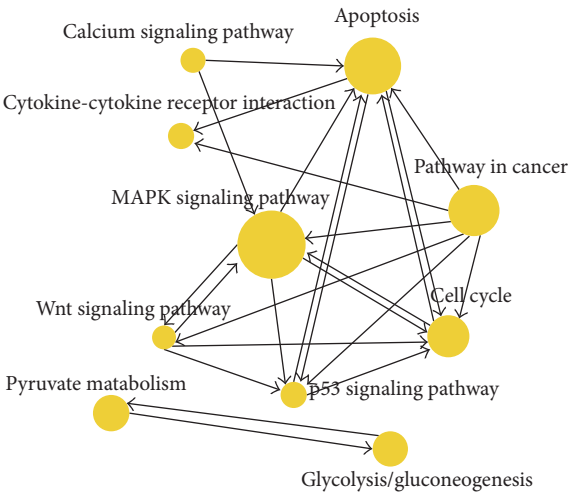 Apoptosis
Calcium signaling pathway
Cytokine-cytokine receptor interaction
Pathway in cancer
MAPK signaling pathway
Cell cycle
Wnt signaling pathway
Pyruvate matabolism
p53 signaling pathway
Glycolysis/gluconeogenesis